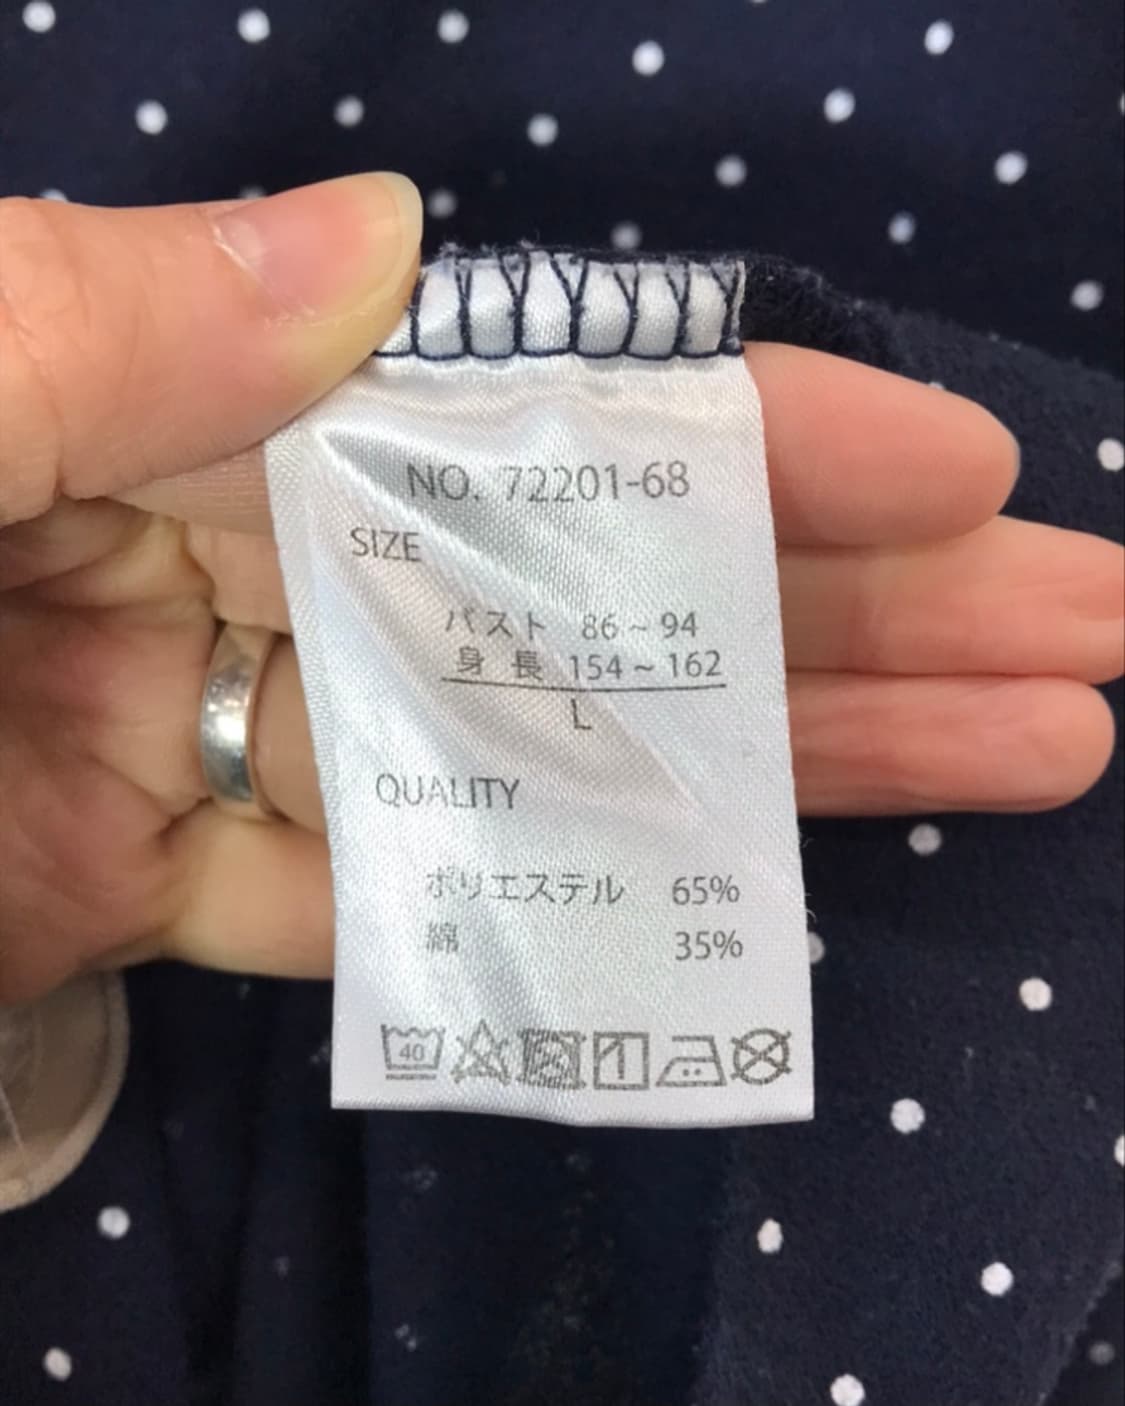 NO. 72201-68
SIZE
バスト 86~94
身長 154~162
L
QUALITY
ポリエステル 65%
綿 35%
40